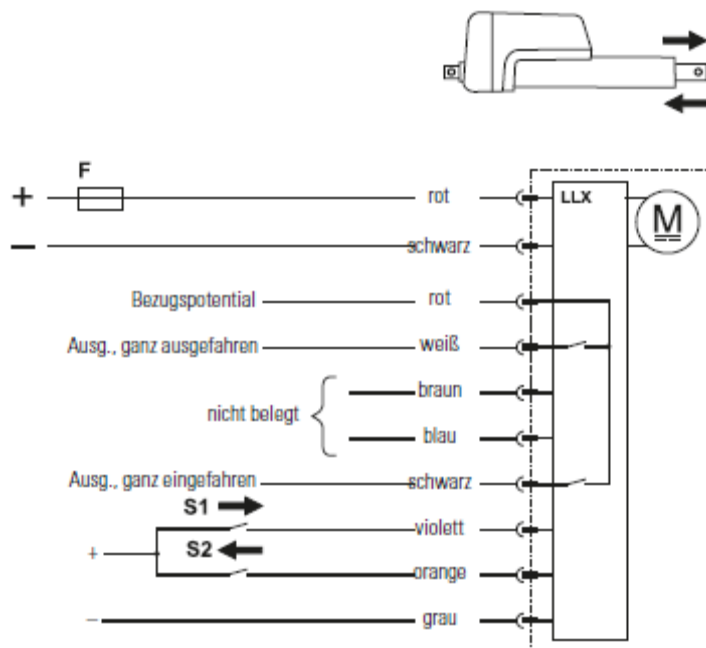 F
+ rot LLX
M
− schwarz
Bezugspotential rot
Ausg., ganz ausgefahren weiß
braun
nicht belegt
blau
Ausg., ganz eingefahren schwarz
S1
violett
S2
+
orange
− grau